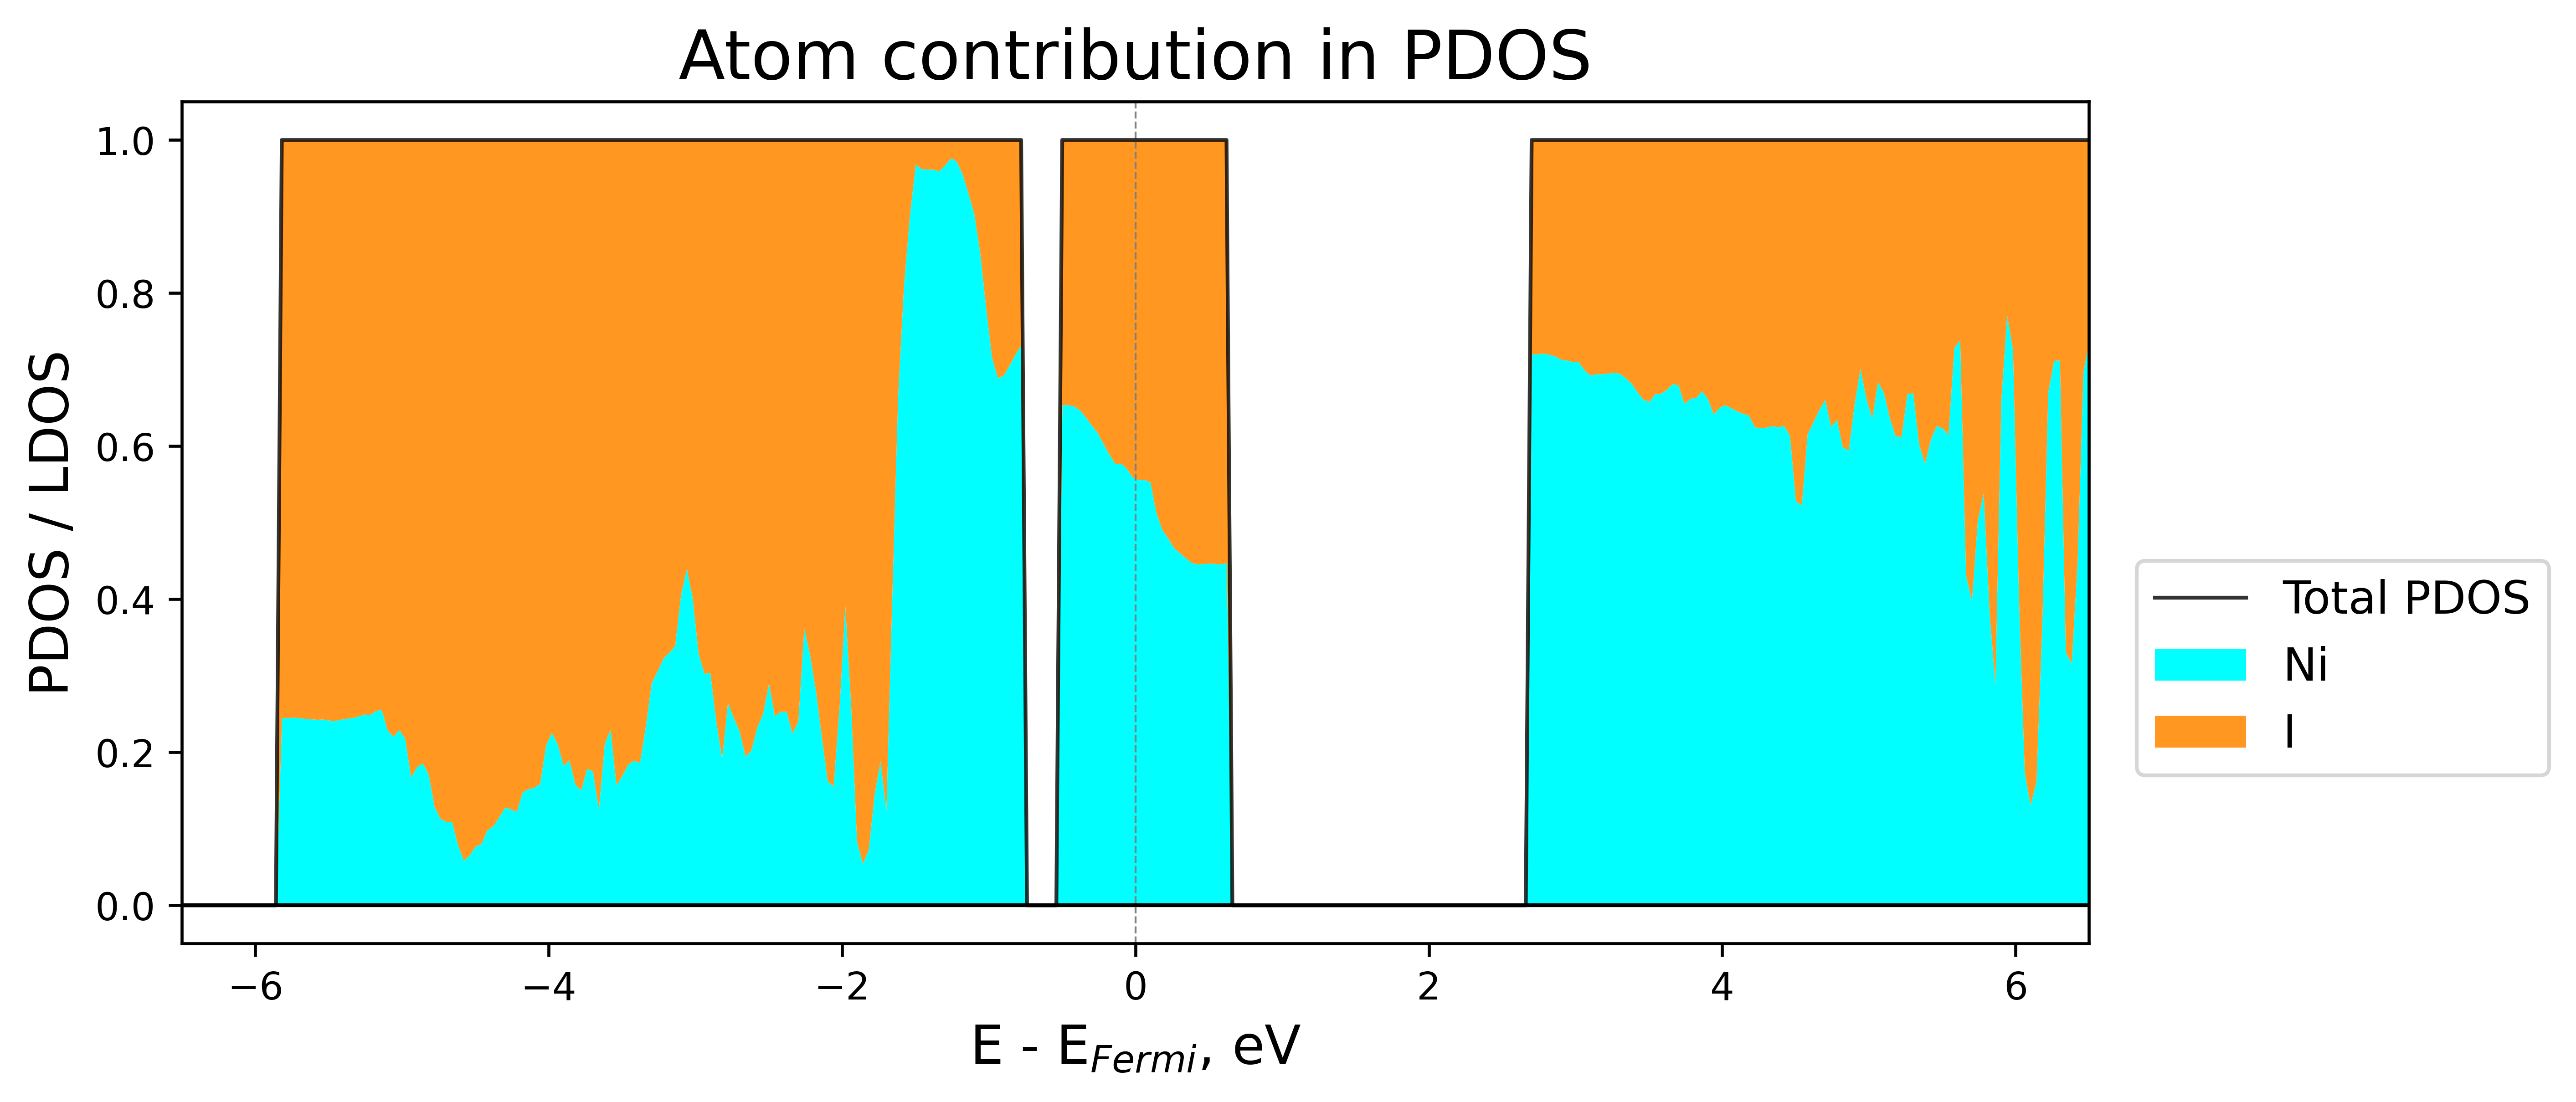 Atom contribution in PDOS
PDOS / LDOS
1.0
0.8
0.6
0.4
0.2
0.0
−6
−4
−2
0
2
4
6
E - E_Fermi, eV
Total PDOS
Ni
I